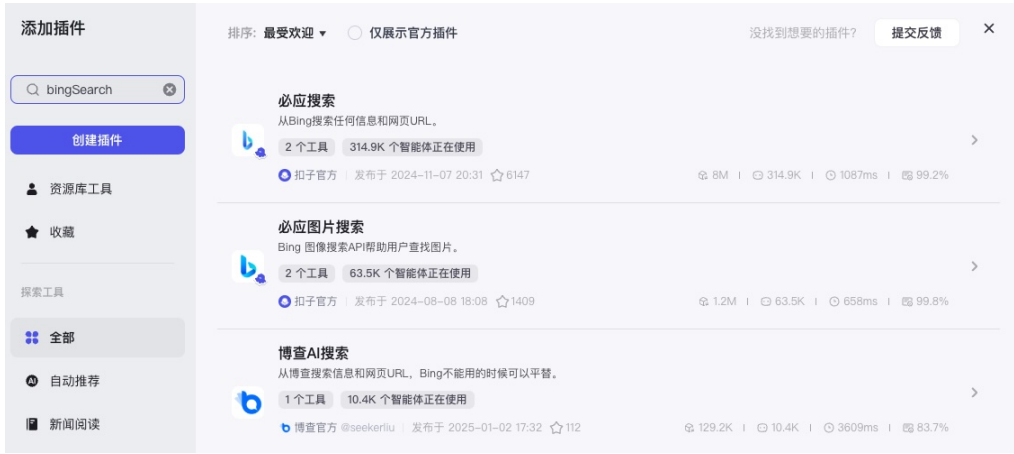 添加插件
bingSearch
创建插件
资源库工具
收藏
探索工具
全部
自动推荐
新闻阅读
排序: 最受欢迎 仅展示官方插件 没找到想要的插件? 提交反馈
必应搜索
从Bing搜索任何信息和网页URL。
2 个工具 314.9K 个智能体正在使用
扣子官方 发布于 2024-11-07 20:31 6147 8M 314.9K 1087ms 99.2%
必应图片搜索
Bing 图像搜索API帮助用户查找图片。
2 个工具 63.5K 个智能体正在使用
扣子官方 发布于 2024-08-08 18:08 1409 1.2M 63.5K 658ms 99.8%
博查AI搜索
从博查搜索信息和网页URL，Bing不能用的时候可以平替。
1 个工具 10.4K 个智能体正在使用
博查官方 @seekerliu 发布于 2025-01-02 17:32 112 129.2K 10.4K 3609ms 83.7%